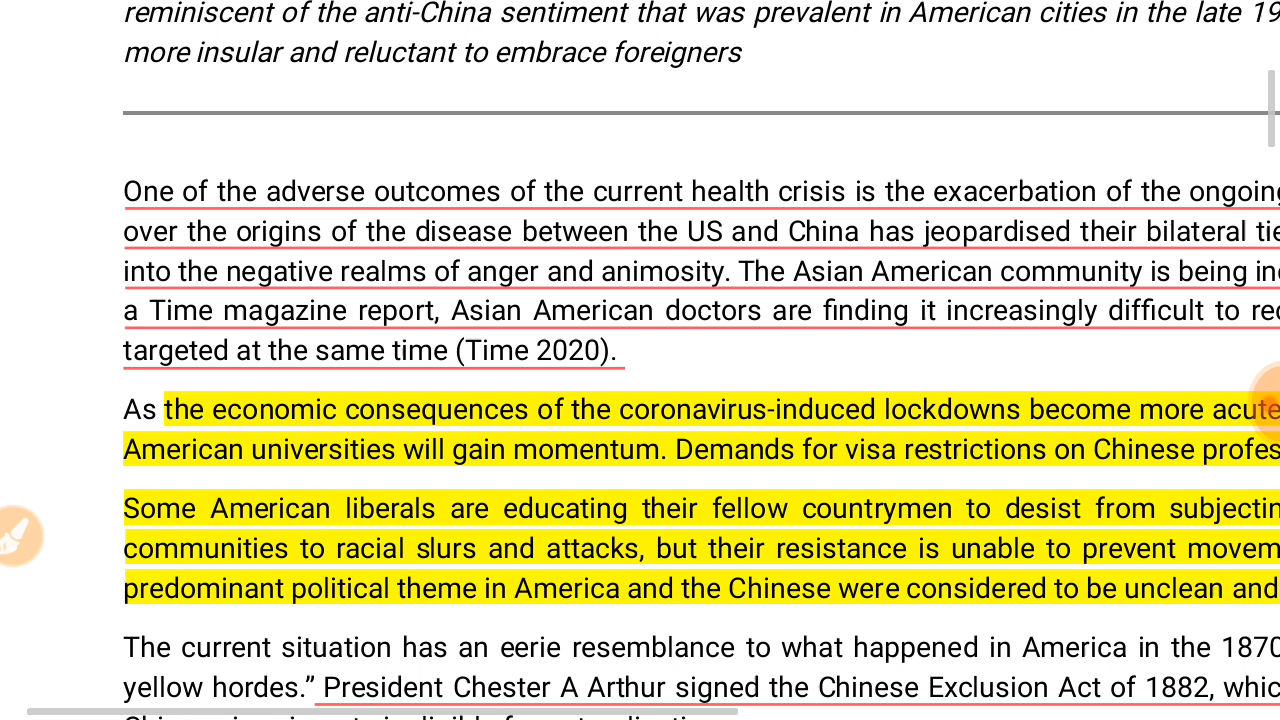 reminiscent of the anti-China sentiment that was prevalent in American cities in the late 19
more insular and reluctant to embrace foreigners
One of the adverse outcomes of the current health crisis is the exacerbation of the ongoing
over the origins of the disease between the US and China has jeopardised their bilateral tie
into the negative realms of anger and animosity. The Asian American community is being inc
a Time magazine report, Asian American doctors are finding it increasingly difficult to rec
targeted at the same time (Time 2020).
As the economic consequences of the coronavirus-induced lockdowns become more acute
American universities will gain momentum. Demands for visa restrictions on Chinese profes
Some American liberals are educating their fellow countrymen to desist from subjectin
communities to racial slurs and attacks, but their resistance is unable to prevent movem
predominant political theme in America and the Chinese were considered to be unclean and
The current situation has an eerie resemblance to what happened in America in the 1870
yellow hordes.” President Chester A Arthur signed the Chinese Exclusion Act of 1882, whic